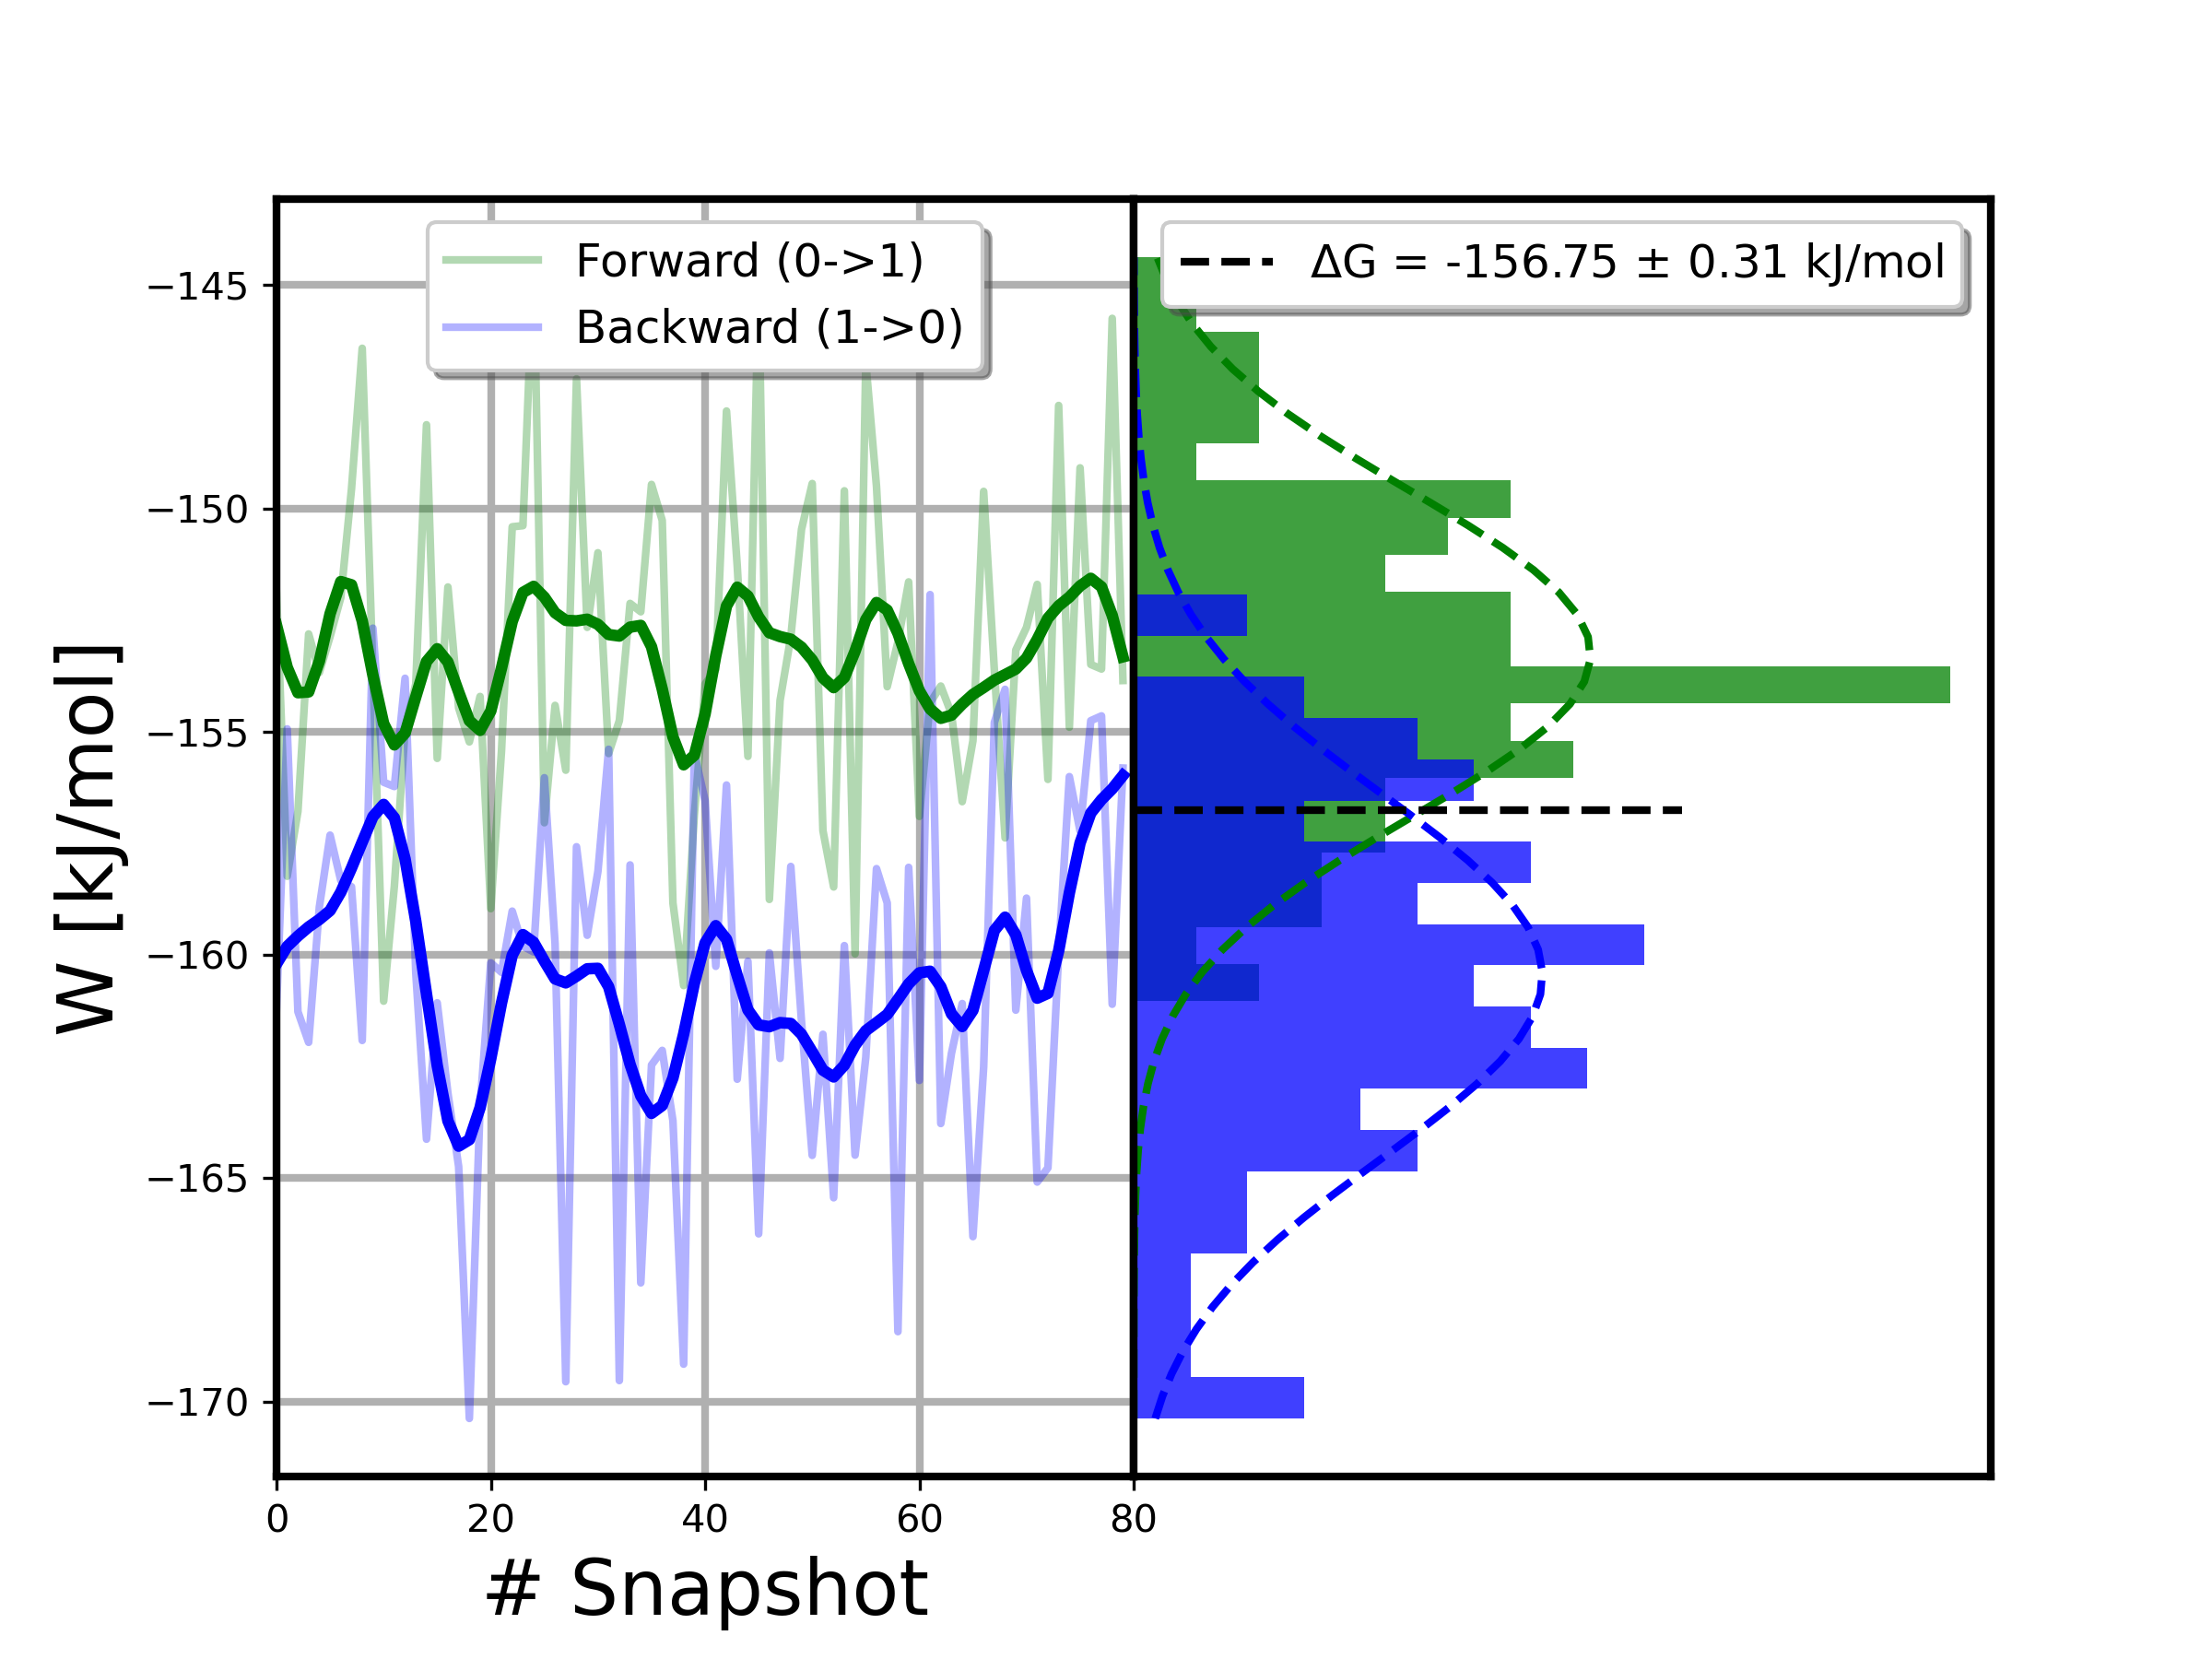 Forward (0->1)
Backward (1->0)
ΔG = -156.75 ± 0.31 kJ/mol
W [kJ/mol]
−145
−150
−155
−160
−165
−170
0 20 40 60 80
# Snapshot